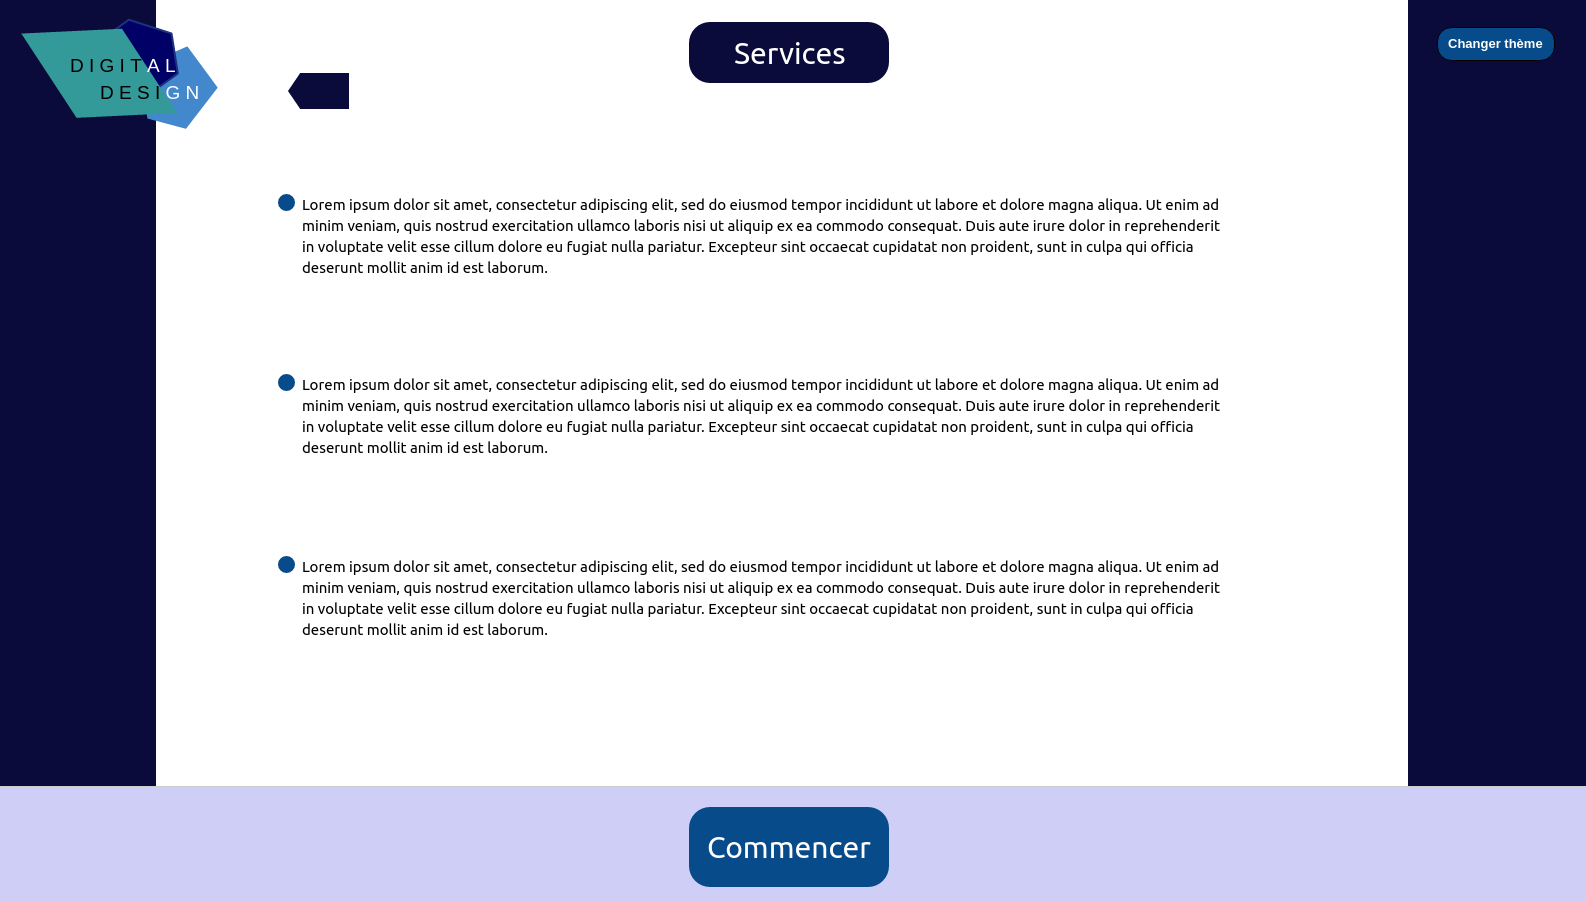 DIGITAL
DESIGN
Services
Changer thème
Lorem ipsum dolor sit amet, consectetur adipiscing elit, sed do eiusmod tempor incididunt ut labore et dolore magna aliqua. Ut enim ad
minim veniam, quis nostrud exercitation ullamco laboris nisi ut aliquip ex ea commodo consequat. Duis aute irure dolor in reprehenderit
in voluptate velit esse cillum dolore eu fugiat nulla pariatur. Excepteur sint occaecat cupidatat non proident, sunt in culpa qui officia
deserunt mollit anim id est laborum.
Lorem ipsum dolor sit amet, consectetur adipiscing elit, sed do eiusmod tempor incididunt ut labore et dolore magna aliqua. Ut enim ad
minim veniam, quis nostrud exercitation ullamco laboris nisi ut aliquip ex ea commodo consequat. Duis aute irure dolor in reprehenderit
in voluptate velit esse cillum dolore eu fugiat nulla pariatur. Excepteur sint occaecat cupidatat non proident, sunt in culpa qui officia
deserunt mollit anim id est laborum.
Lorem ipsum dolor sit amet, consectetur adipiscing elit, sed do eiusmod tempor incididunt ut labore et dolore magna aliqua. Ut enim ad
minim veniam, quis nostrud exercitation ullamco laboris nisi ut aliquip ex ea commodo consequat. Duis aute irure dolor in reprehenderit
in voluptate velit esse cillum dolore eu fugiat nulla pariatur. Excepteur sint occaecat cupidatat non proident, sunt in culpa qui officia
deserunt mollit anim id est laborum.
Commencer